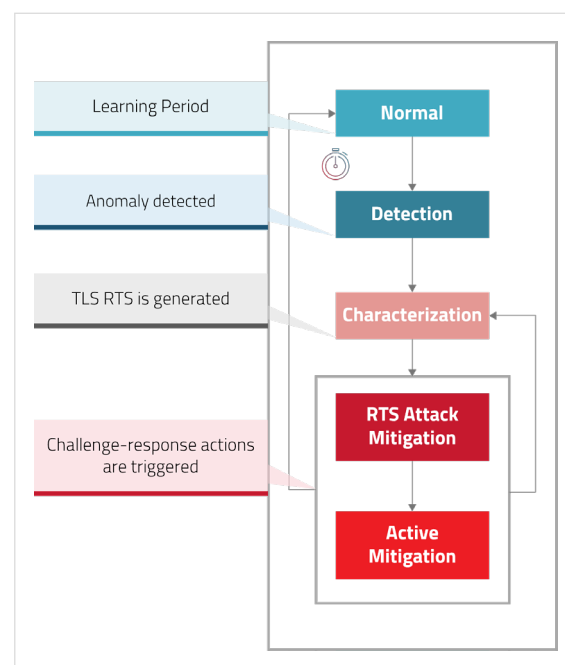 Learning Period
Normal
Anomaly detected
Detection
TLS RTS is generated
Characterization
RTS Attack
Mitigation
Challenge-response actions
are triggered
Active
Mitigation